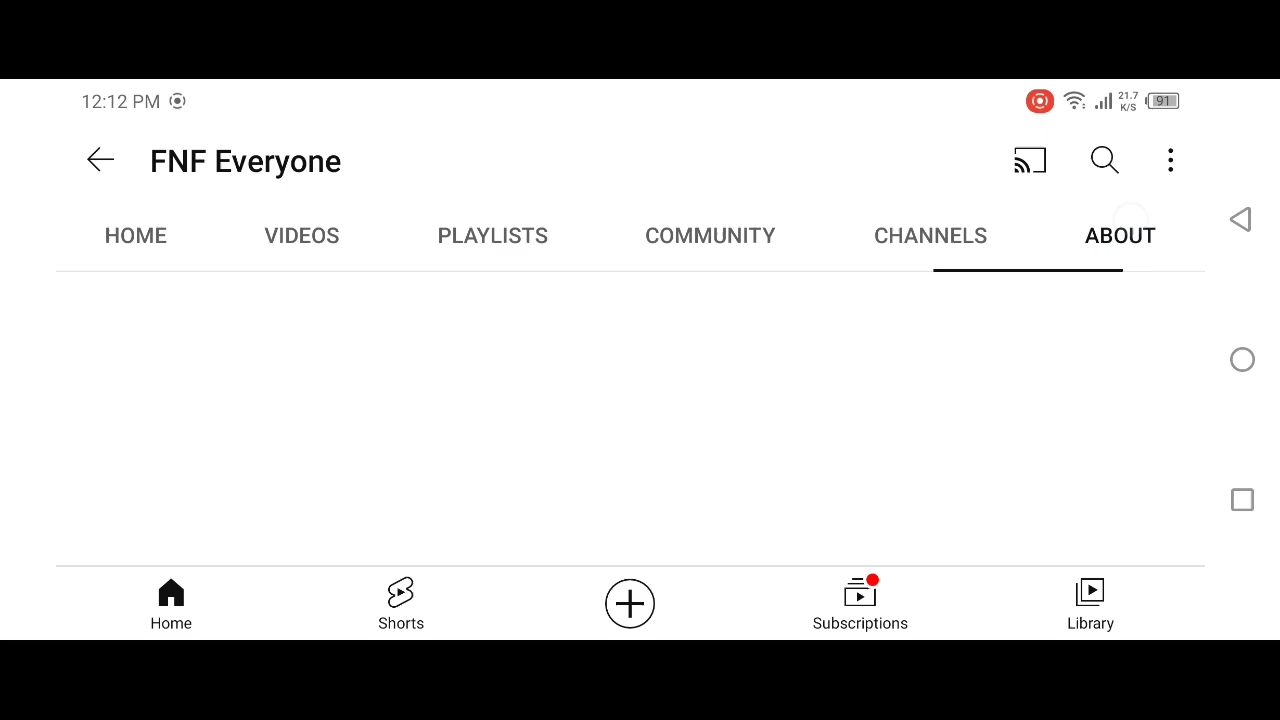 12:12 PM 21.7 K/S 91
FNF Everyone
HOME VIDEOS PLAYLISTS COMMUNITY CHANNELS ABOUT
Home Shorts Subscriptions Library